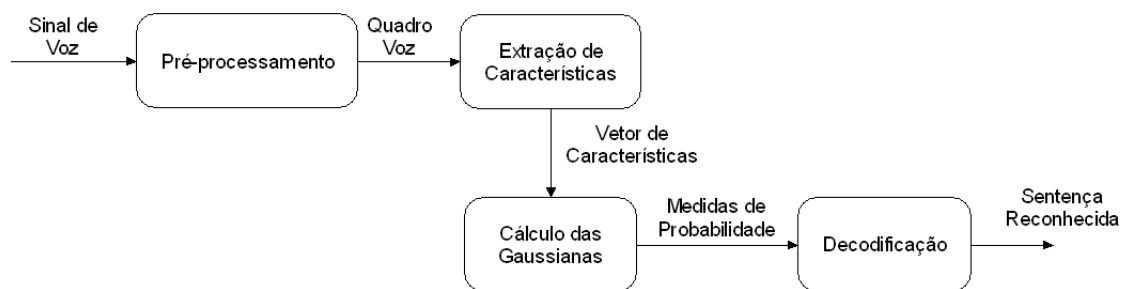 Sinal de
Voz
Pré-processamento
Quadro
Voz
Extração de
Características
Vetor de
Características
Cálculo das
Gaussianas
Medidas de
Probabilidade
Decodificação
Sentença
Reconhecida